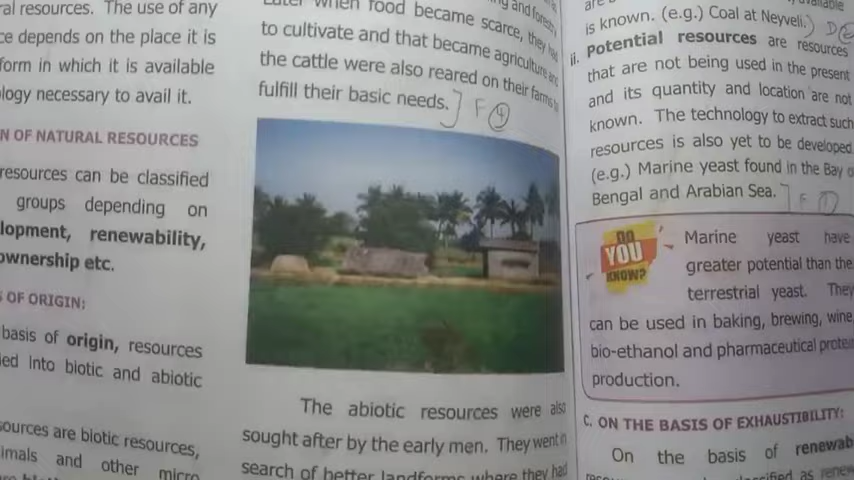 ral resources. The use of any
ce depends on the place it is
form in which it is available
logy necessary to avail it.
N OF NATURAL RESOURCES
resources can be classified
groups depending on
lopment, renewability,
ownership etc.
OF ORIGIN:
basis of origin, resources
ed into biotic and abiotic
ources are biotic resources,
imals and other micro
Later when food became scarce, they had
to cultivate and that became agriculture and
the cattle were also reared on their farms to
fulfill their basic needs.] F 4
The abiotic resources were also
sought after by the early men. They went in
search of better landforms where they had
is known. (e.g.) Coal at Neyveli.)
ii. Potential resources are resources
that are not being used in the present
and its quantity and location are not
known. The technology to extract such
resources is also yet to be developed
(e.g.) Marine yeast found in the Bay o
Bengal and Arabian Sea.] F 1
DO
YOU
KNOW?
Marine yeast have
greater potential than the
terrestrial yeast. They
can be used in baking, brewing, wine
bio-ethanol and pharmaceutical protei
production.
C. ON THE BASIS OF EXHAUSTIBILITY:
On the basis of renewab